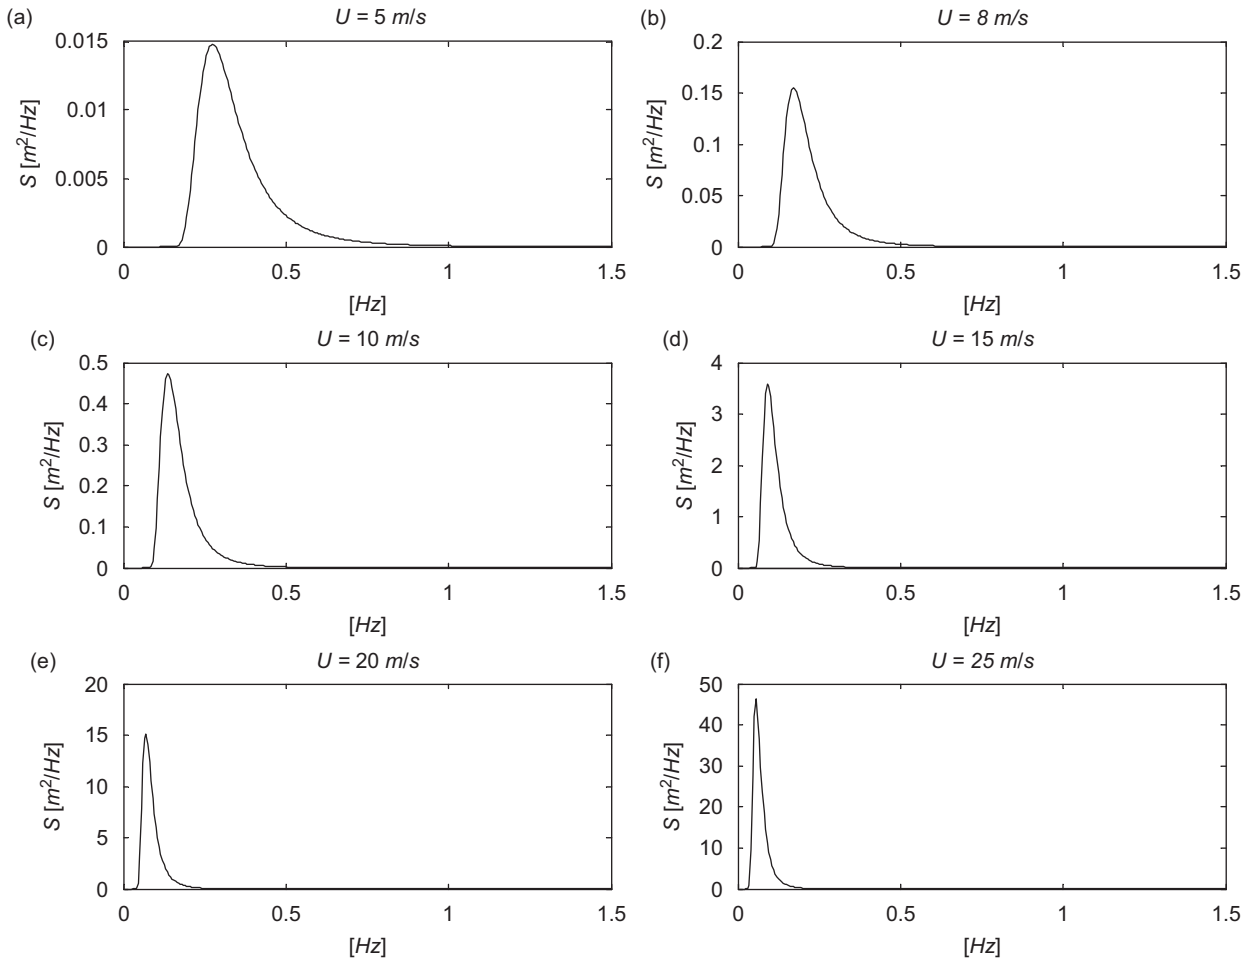 (a)
U = 5 m/s
0.015
0.01
0.005
0
S [m²/Hz]
0
0.5
1
1.5
[Hz]
(b)
U = 8 m/s
0.2
0.15
0.1
0.05
0
S [m²/Hz]
0
0.5
1
1.5
[Hz]
(c)
U = 10 m/s
0.5
0.4
0.3
0.2
0.1
0
S [m²/Hz]
0
0.5
1
1.5
[Hz]
(d)
U = 15 m/s
4
3
2
1
0
S [m²/Hz]
0
0.5
1
1.5
[Hz]
(e)
U = 20 m/s
20
15
10
5
0
S [m²/Hz]
0
0.5
1
1.5
[Hz]
(f)
U = 25 m/s
50
40
30
20
10
0
S [m²/Hz]
0
0.5
1
1.5
[Hz]